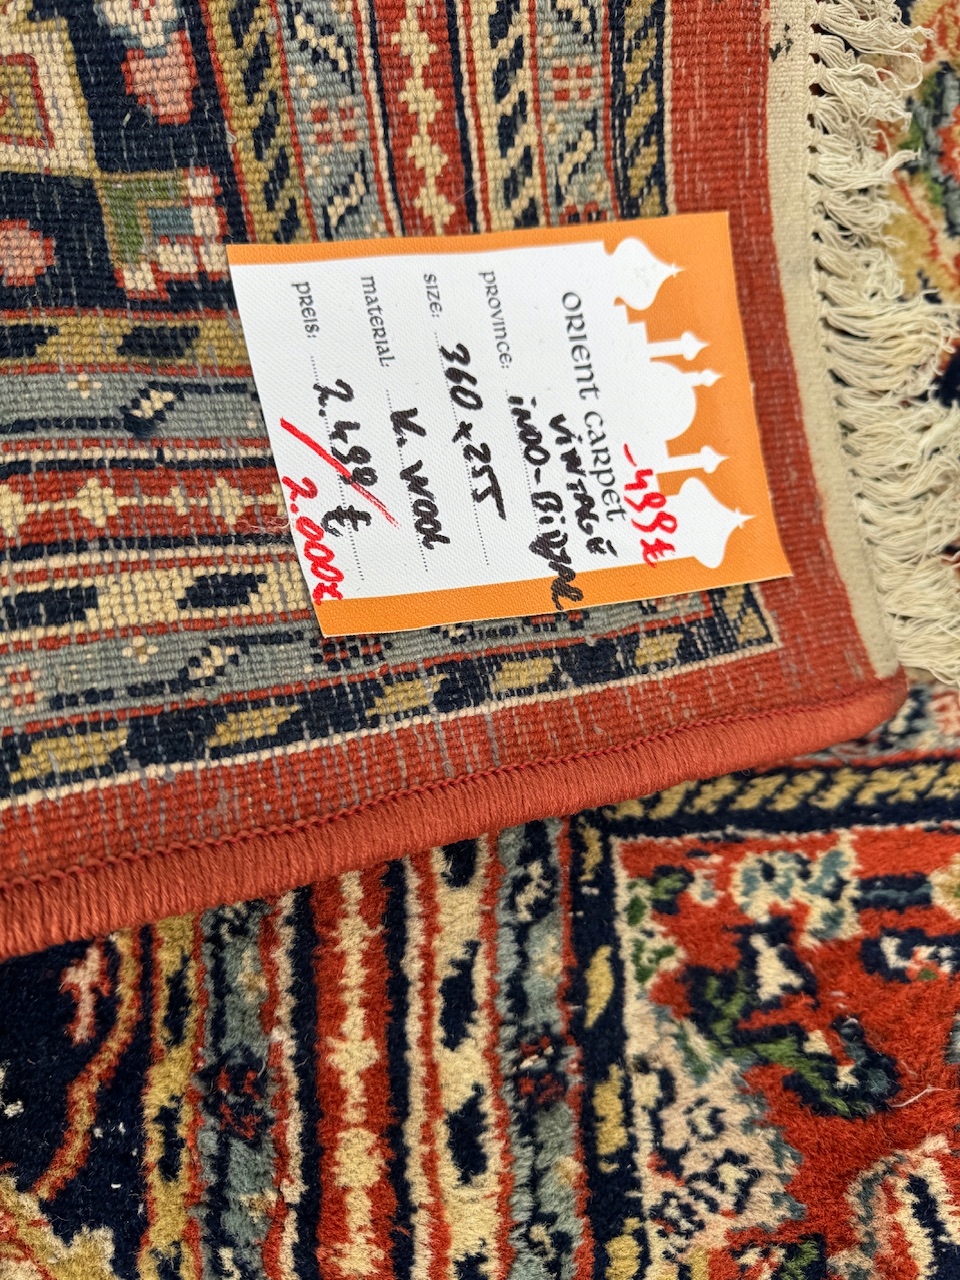 -499 €
ORIENT CARPET
ViNTAGE
PROVINCE: iNDO-BiDJAR
SIZE: 360 x 255
MATERIAL: K. WOOL
PREIS: 2.499 €
2.000€